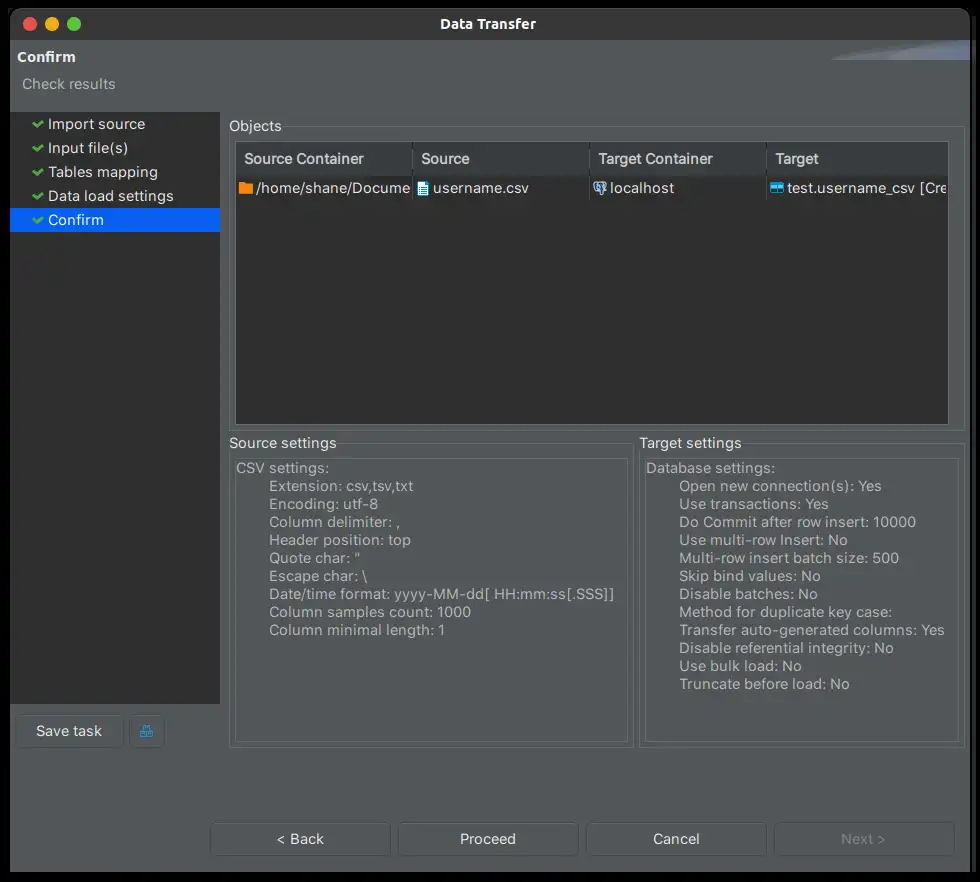 Data Transfer
Confirm
Check results
Import source
Input file(s)
Tables mapping
Data load settings
Confirm
Objects
Source Container Source Target Container Target
/home/shane/Docume username.csv localhost test.username_csv [Cre
Source settings
CSV settings:
Extension: csv,tsv,txt
Encoding: utf-8
Column delimiter: ,
Header position: top
Quote char: "
Escape char: \
Date/time format: yyyy-MM-dd[ HH:mm:ss[.SSS]]
Column samples count: 1000
Column minimal length: 1
Target settings
Database settings:
Open new connection(s): Yes
Use transactions: Yes
Do Commit after row insert: 10000
Use multi-row Insert: No
Multi-row insert batch size: 500
Skip bind values: No
Disable batches: No
Method for duplicate key case:
Transfer auto-generated columns: Yes
Disable referential integrity: No
Use bulk load: No
Truncate before load: No
Save task
< Back Proceed Cancel Next >